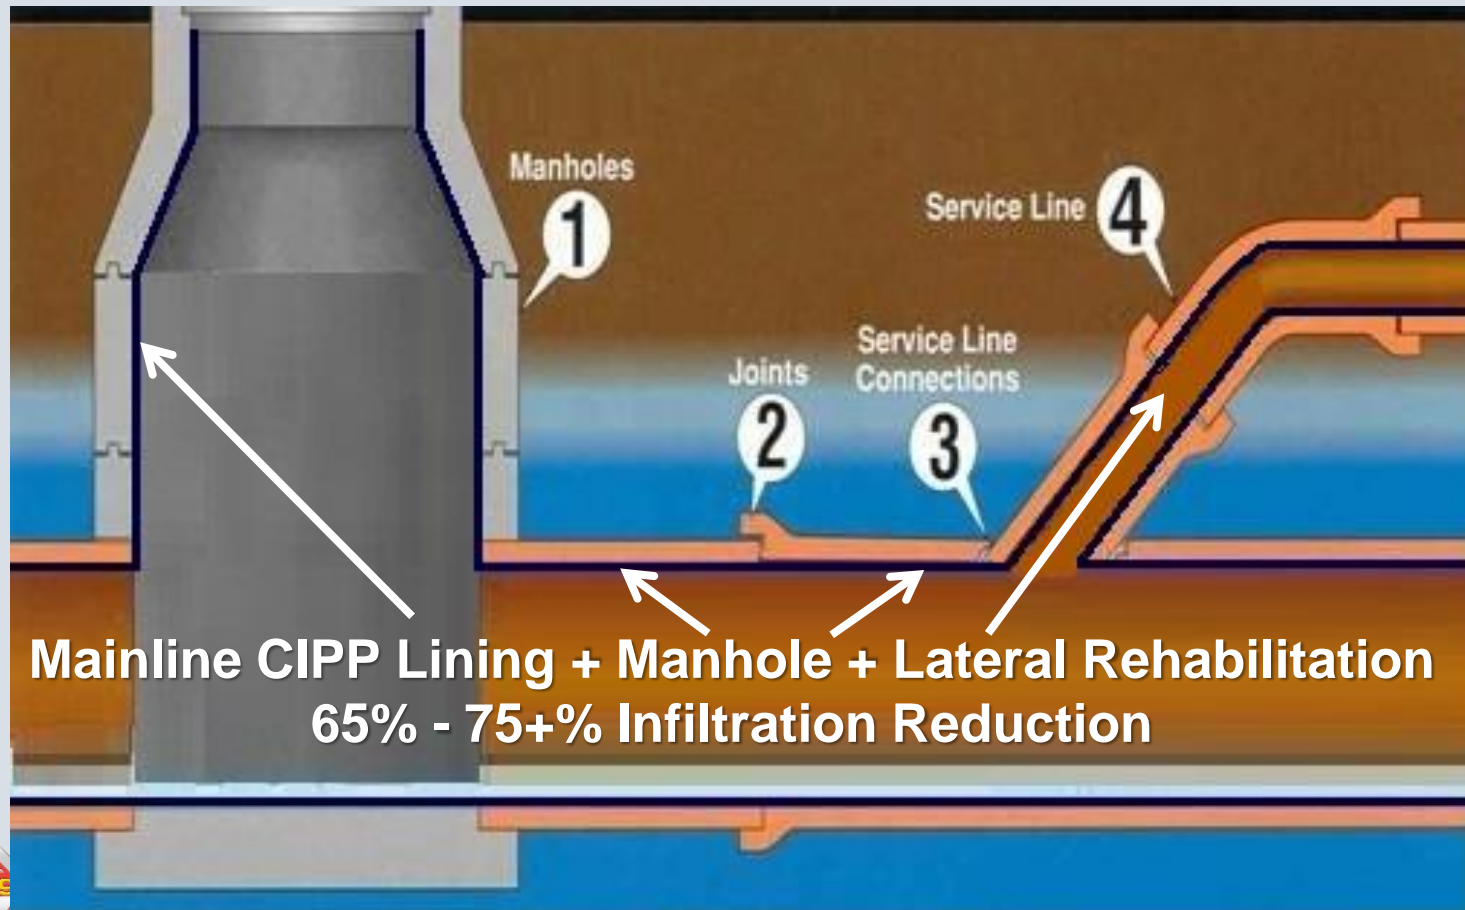 Manholes
1
Service Line
4
Service Line
Connections
3
Joints
2
Mainline CIPP Lining + Manhole + Lateral Rehabilitation
65% - 75+% Infiltration Reduction